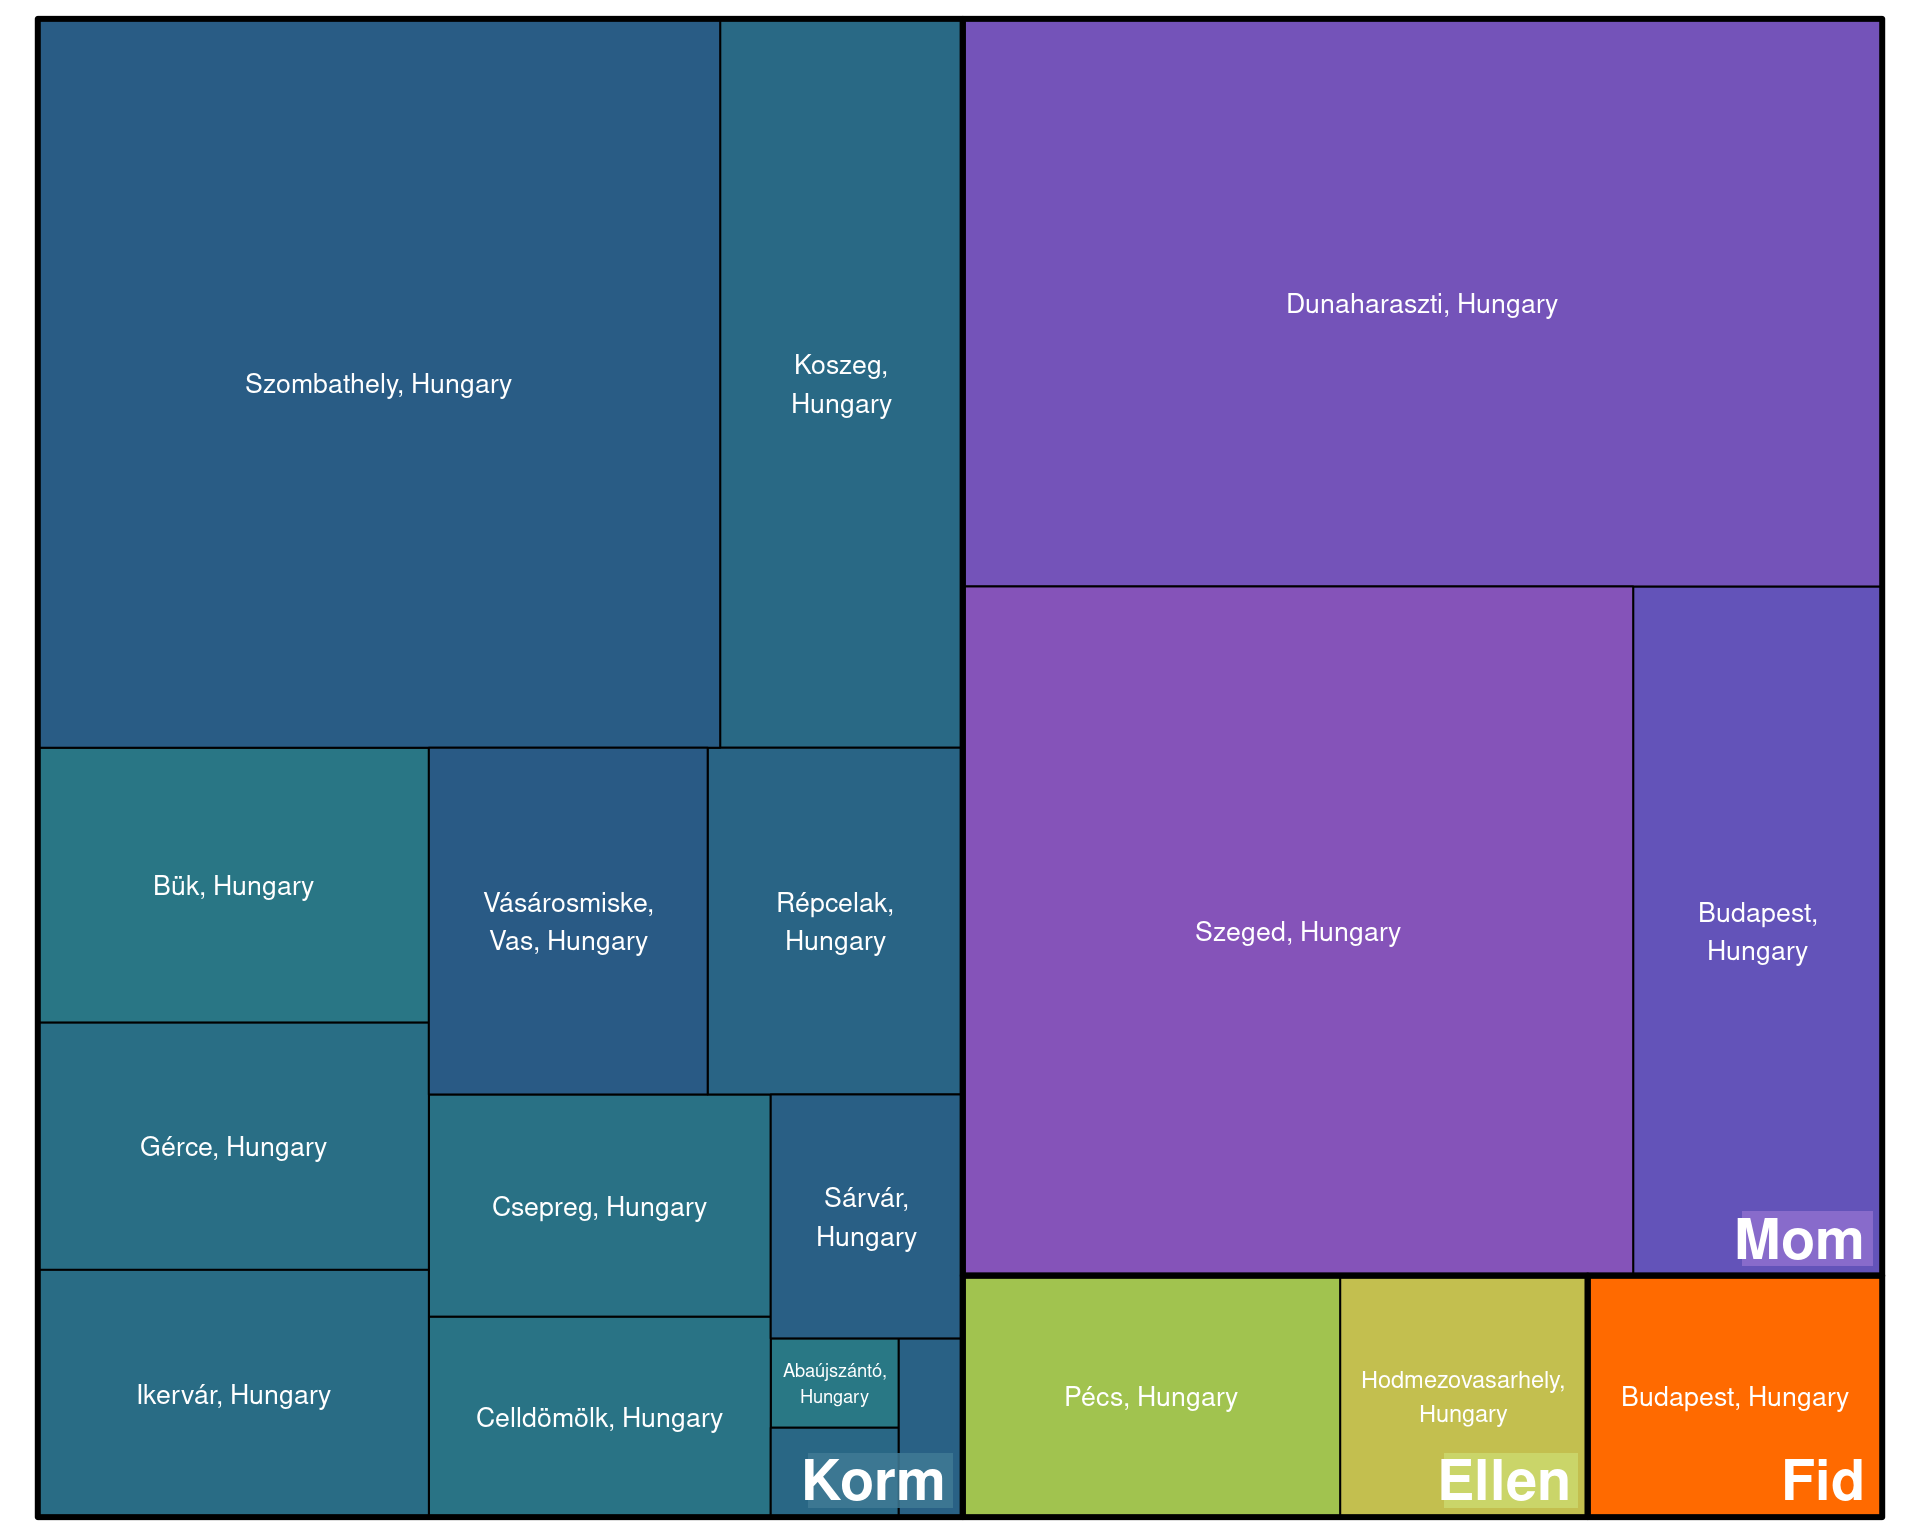 Szombathely, Hungary
Koszeg,
Hungary
Bük, Hungary
Vásárosmiske,
Vas, Hungary
Répcelak,
Hungary
Gérce, Hungary
Csepreg, Hungary
Sárvár,
Hungary
Ikervár, Hungary
Celldömölk, Hungary
Abaújszántó,
Hungary
Korm
Dunaharaszti, Hungary
Szeged, Hungary
Budapest,
Hungary
Mom
Pécs, Hungary
Hodmezovasarhely,
Hungary
Ellen
Budapest, Hungary
Fid